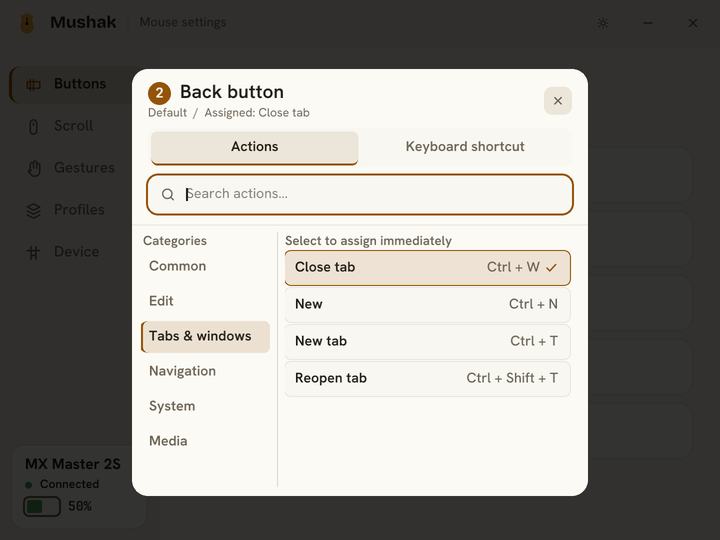 Mushak
Mouse settings
Buttons
Scroll
Gestures
Profiles
Device
MX Master 2S
Connected
50%
2 Back button
Default / Assigned: Close tab
Actions
Keyboard shortcut
Search actions...
Categories
Common
Edit
Tabs & windows
Navigation
System
Media
Select to assign immediately
Close tab Ctrl + W
New Ctrl + N
New tab Ctrl + T
Reopen tab Ctrl + Shift + T